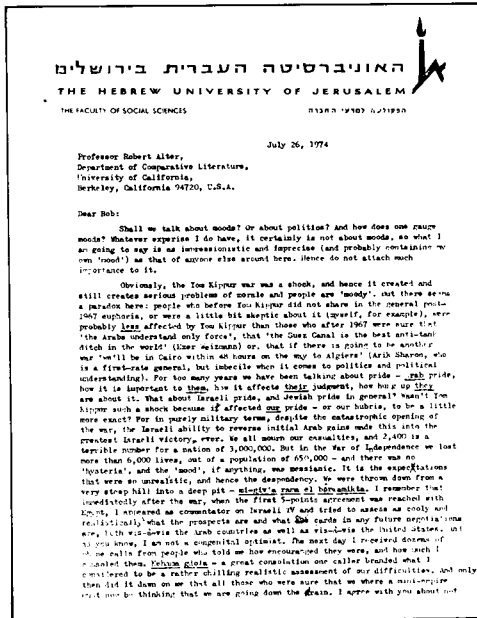 האוניברסיטה העברית בירושלים
THE HEBREW UNIVERSITY OF JERUSALEM
THE FACULTY OF SOCIAL SCIENCES הפקולטה למדעי החברה
July 26, 1974
Professor Robert Alter,
Department of Comparative Literature,
University of California,
Berkeley, California 94720, U.S.A.
Dear Bob:
Shall we talk about moods? Or about politics? And how does one gauge
moods? Whatever experise I do have, it certainly is not about moods, so what I
am going to say is as impressionistic and imprecise (and probably containing my
own 'mood') as that of anyone else around here. Hence do not attach much
importance to it.
Obviously, the Yom Kippur war was a shock, and hence it created and
still creates serious problems of morale and people are 'moody'. But there seems
a paradox here: people who before Yom Kippur did not share in the general post-
1967 euphoria, or were a little bit skeptic about it (myself, for example), were
probably less affected by Yom Kippur than those who after 1967 were sure that
'the Arabs understand only force', that 'the Suez Canal is the best anti-tank
ditch in the world' (Ezer Weizmann) or, that if there is going to be another
war 'we'll be in Cairo within 48 hours on the way to Algiers' (Arik Sharon, who
is a first-rate general, but imbecile when it comes to politics and political
understanding). For too many years we have been talking about pride - Arab pride,
how it is important to them, how it affects their judgment, how hung up they
are about it. What about Israeli pride, and Jewish pride in general? Wasn't Yom
Kippur such a shock because it affected our pride - or our hubris, to be a little
more exact? For in purely military terms, despite the catastrophic opening of
the war, the Israeli ability to reverse initial Arab gains made this into the
greatest Israeli victory, ever. We all mourn our casualties, and 2,400 is a
terrible number for a nation of 3,000,000. But in the War of Independence we lost
more than 6,000 lives, out of a population of 650,000 - and there was no
'hysteria', and the 'mood', if anything, was messianic. It is the expectations
that were so unrealistic, and hence the despondency. We were thrown down from a
very steep hill into a deep pit - mi-giv'a rama el bor amikta. I remember that
immediately after the war, when the first 5-points agreement was reached with
Egypt, I appeared as commentator on Israeli TV and tried to assess as cooly and
realistically what the prospects are and what cards in any future negotiations
are, both vis-à-vis the Arab countries as well as vis-à-vis the United States. And
as you know, I am not a congenital optimist. The next day I received dozens of
phone calls from people who told me how encouraged they were, and how much I
consoled them. Nehuma gdola - a great consolation one caller branded what I
considered to be a rather chilling realistic assessment of our difficulties. And only
then did it dawn on me that all those who were sure that we where a mini-empire
must now be thinking that we are going down the drain. I agree with you about not